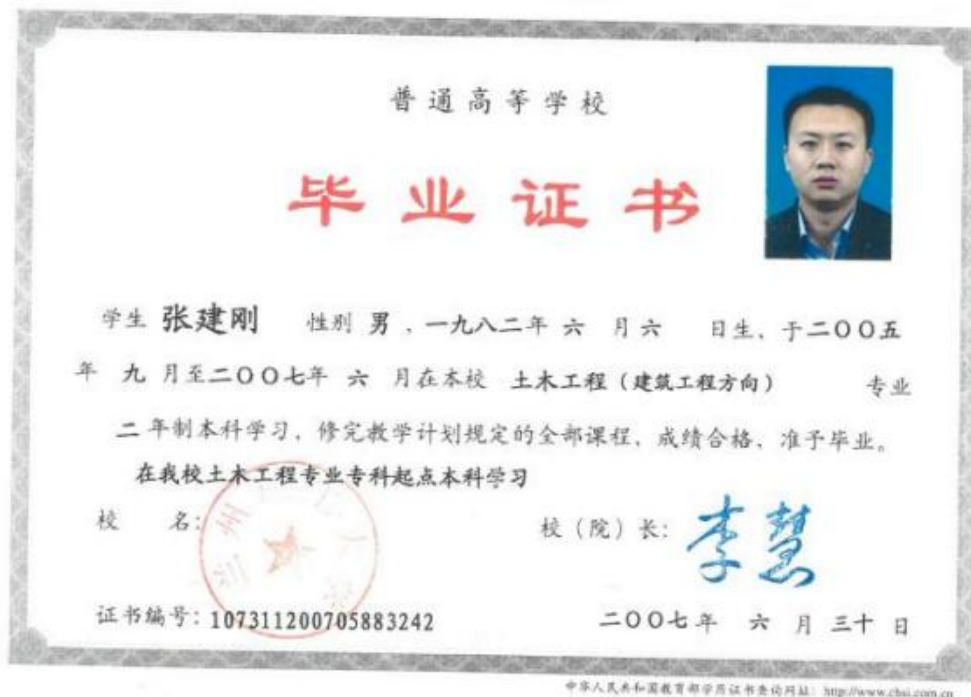 普通高等学校
毕业证书
学生 张建刚 性别 男 ，一九八二年 六 月六 日生、于二〇〇五
年 九 月至二〇〇七年 六 月在本校 土木工程（建筑工程方向） 专业
二 年制本科学习，修完教学计划规定的全部课程，成绩合格、准予毕业。
在我校土木工程专业专科起点本科学习
校 名： 校（院）长： 李慧
证书编号：107311200705883242 二〇〇七年 六 月 三十 日
中华人民共和国教育部学历证书查询网址：http://www.chsi.com.cn